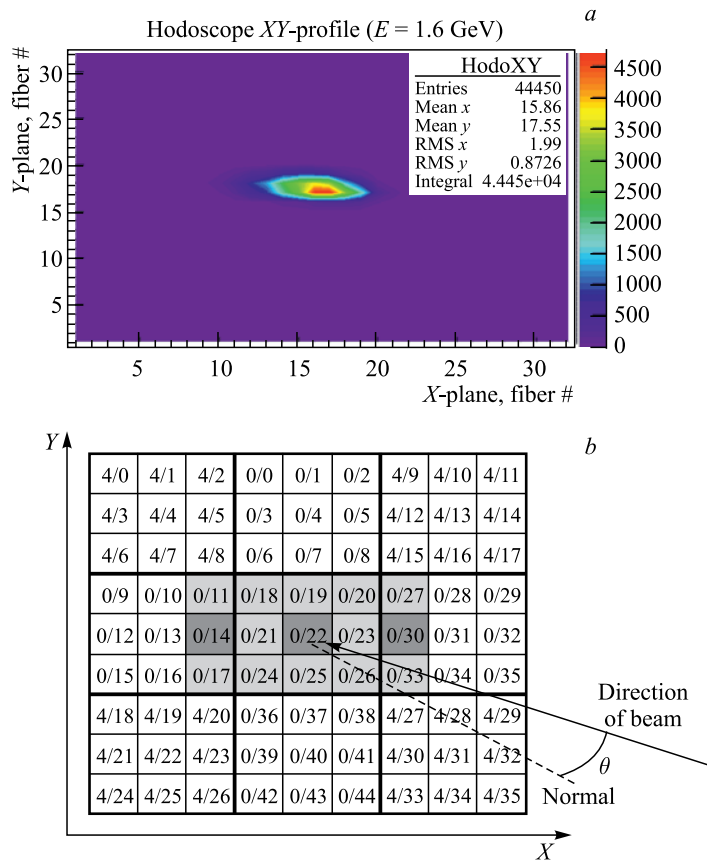 a
Hodoscope XY-profile (E = 1.6 GeV)
HodoXY
Entries 44450
Mean x 15.86
Mean y 17.55
RMS x 1.99
RMS y 0.8726
Integral 4.445e+04
Y-plane, fiber #
30
25
20
15
10
5
4500
4000
3500
3000
2500
2000
1500
1000
500
0
5 10 15 20 25 30
X-plane, fiber #
b
Y
4/0 4/1 4/2 0/0 0/1 0/2 4/9 4/10 4/11
4/3 4/4 4/5 0/3 0/4 0/5 4/12 4/13 4/14
4/6 4/7 4/8 0/6 0/7 0/8 4/15 4/16 4/17
0/9 0/10 0/11 0/18 0/19 0/20 0/27 0/28 0/29
0/12 0/13 0/14 0/21 0/22 0/23 0/30 0/31 0/32
0/15 0/16 0/17 0/24 0/25 0/26 0/33 0/34 0/35
4/18 4/19 4/20 0/36 0/37 0/38 4/27 4/28 4/29
4/21 4/22 4/23 0/39 0/40 0/41 4/30 4/31 4/32
4/24 4/25 4/26 0/42 0/43 0/44 4/33 4/34 4/35
Direction
of beam
θ
Normal
X